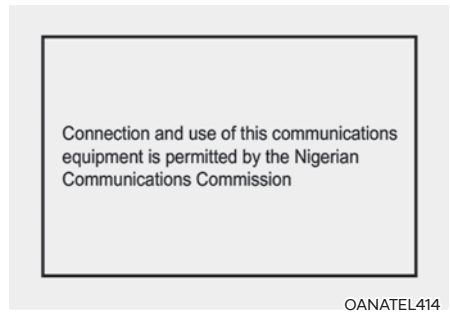 Connection and use of this communications
equipment is permitted by the Nigerian
Communications Commission
OANATEL414